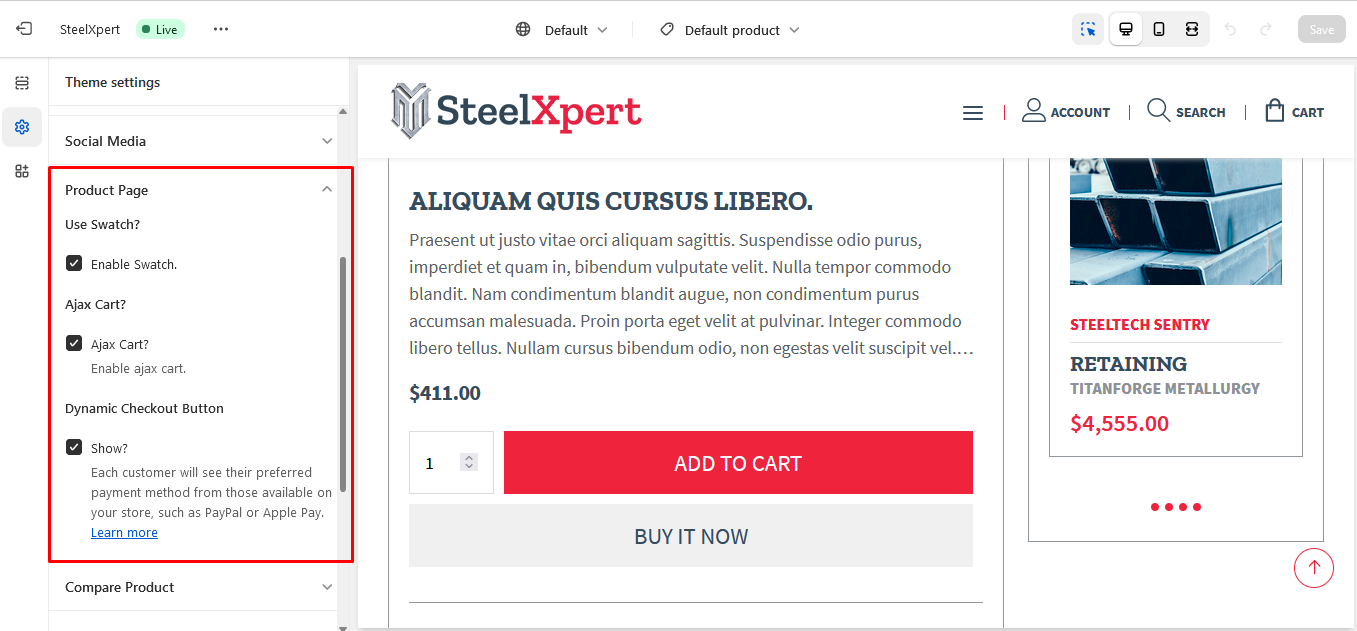 SteelXpert
Live
Default
Default product
Save
Theme settings
Social Media
Product Page
Use Swatch?
Enable Swatch.
Ajax Cart?
Ajax Cart?
Enable ajax cart.
Dynamic Checkout Button
Show?
Each customer will see their preferred
payment method from those available on
your store, such as PayPal or Apple Pay.
Learn more
Compare Product
SteelXpert
ACCOUNT
SEARCH
CART
ALIQUAM QUIS CURSUS LIBERO.
Praesent ut justo vitae orci aliquam sagittis. Suspendisse odio purus,
imperdiet et quam in, bibendum vulputate velit. Nulla tempor commodo
blandit. Nam condimentum blandit augue, non condimentum purus
accumsan malesuada. Proin porta eget velit at pulvinar. Integer commodo
libero tellus. Nullam cursus bibendum odio, non egestas velit suscipit vel.…
$411.00
1
ADD TO CART
BUY IT NOW
STEELTECH SENTRY
RETAINING
TITANFORGE METALLURGY
$4,555.00